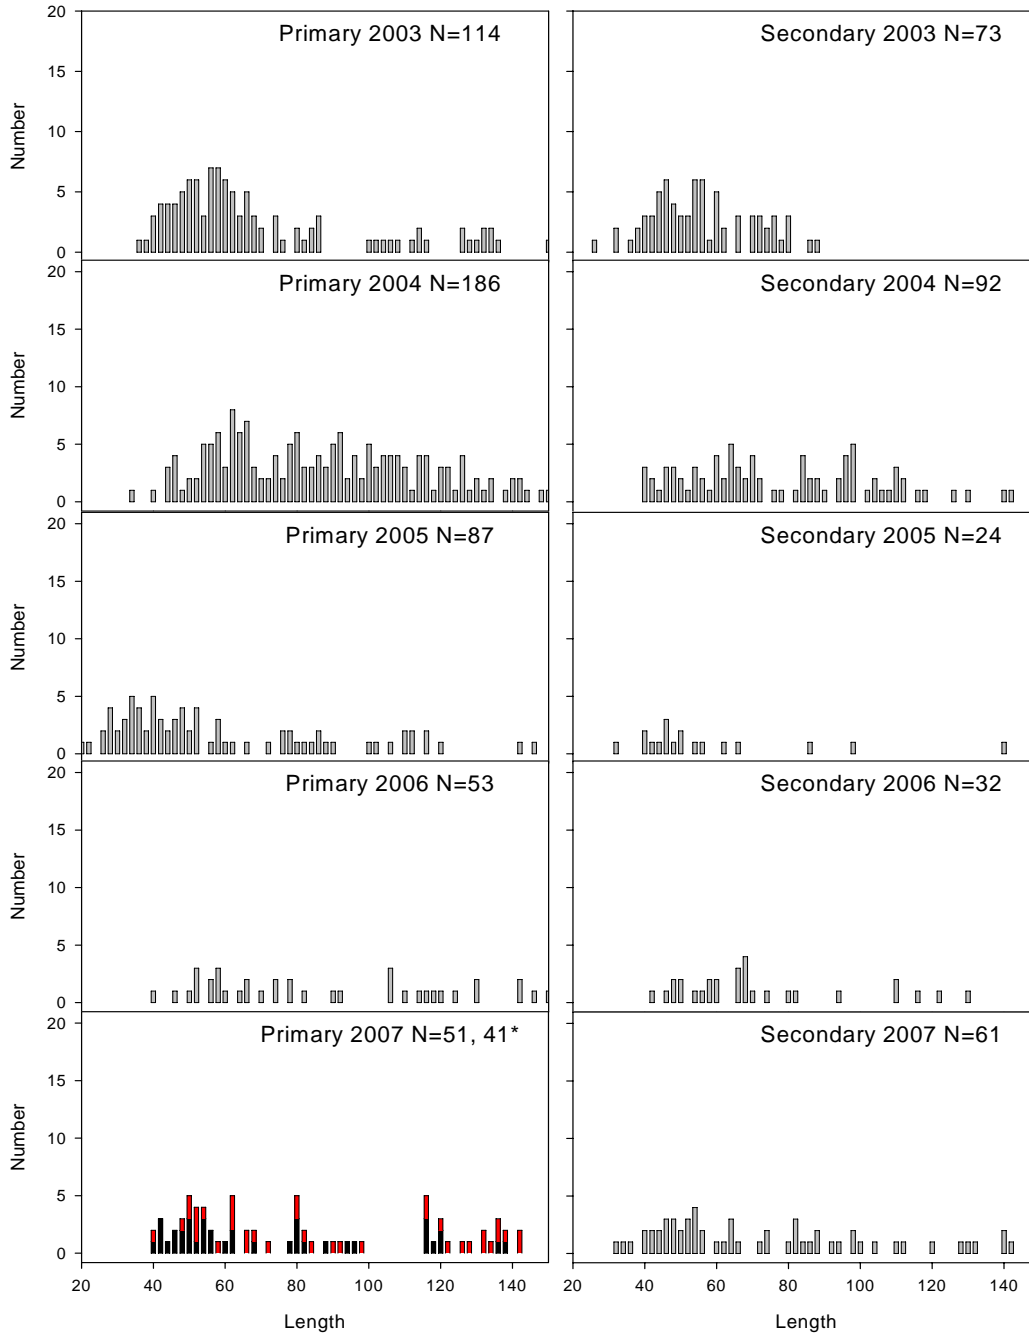 20
15
10
5
0
Number
Primary 2003 N=114
Secondary 2003 N=73
20
15
10
5
0
Number
Primary 2004 N=186
Secondary 2004 N=92
20
15
10
5
0
Number
Primary 2005 N=87
Secondary 2005 N=24
20
15
10
5
0
Number
Primary 2006 N=53
Secondary 2006 N=32
20
15
10
5
0
Number
Primary 2007 N=51, 41*
Secondary 2007 N=61
20 40 60 80 100 120 140
20 40 60 80 100 120 140
Length
Length